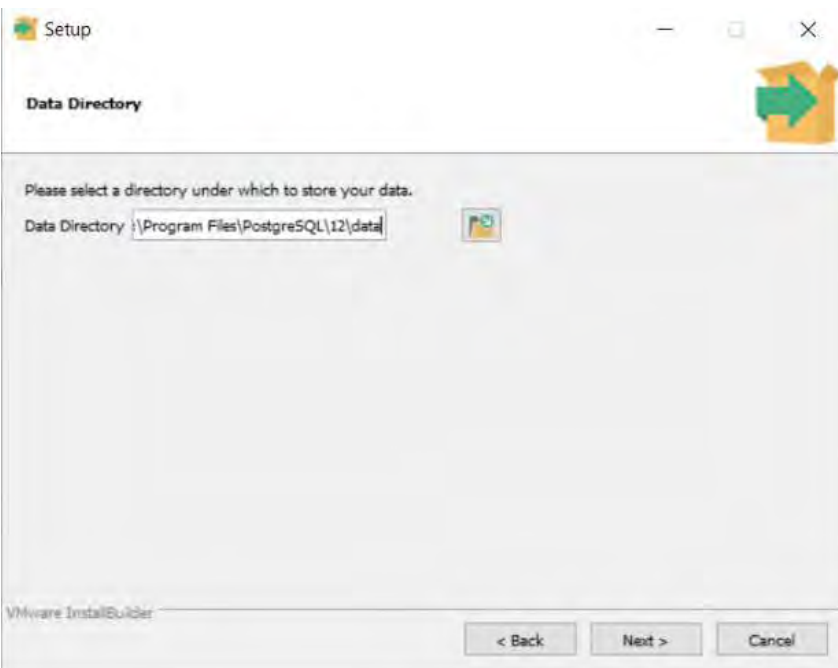 Setup
Data Directory
Please select a directory under which to store your data.
Data Directory :\Program Files\PostgreSQL\12\data
VMware InstallBuilder
< Back Next > Cancel